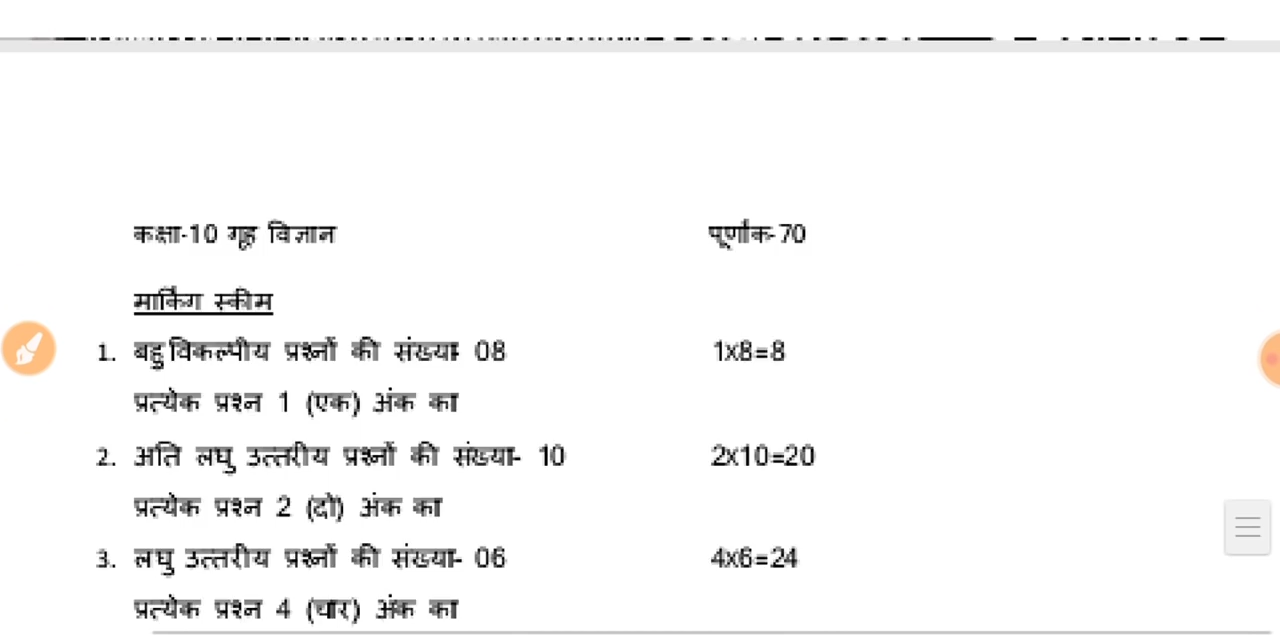 कक्षा-10 गृह विज्ञान पूर्णांक-70
मार्किंग स्कीम
1. बहुविकल्पीय प्रश्नों की संख्या- 08 1x8=8
प्रत्येक प्रश्न 1 (एक) अंक का
2. अति लघु उत्तरीय प्रश्नों की संख्या- 10 2x10=20
प्रत्येक प्रश्न 2 (दो) अंक का
3. लघु उत्तरीय प्रश्नों की संख्या- 06 4x6=24
प्रत्येक प्रश्न 4 (चार) अंक का